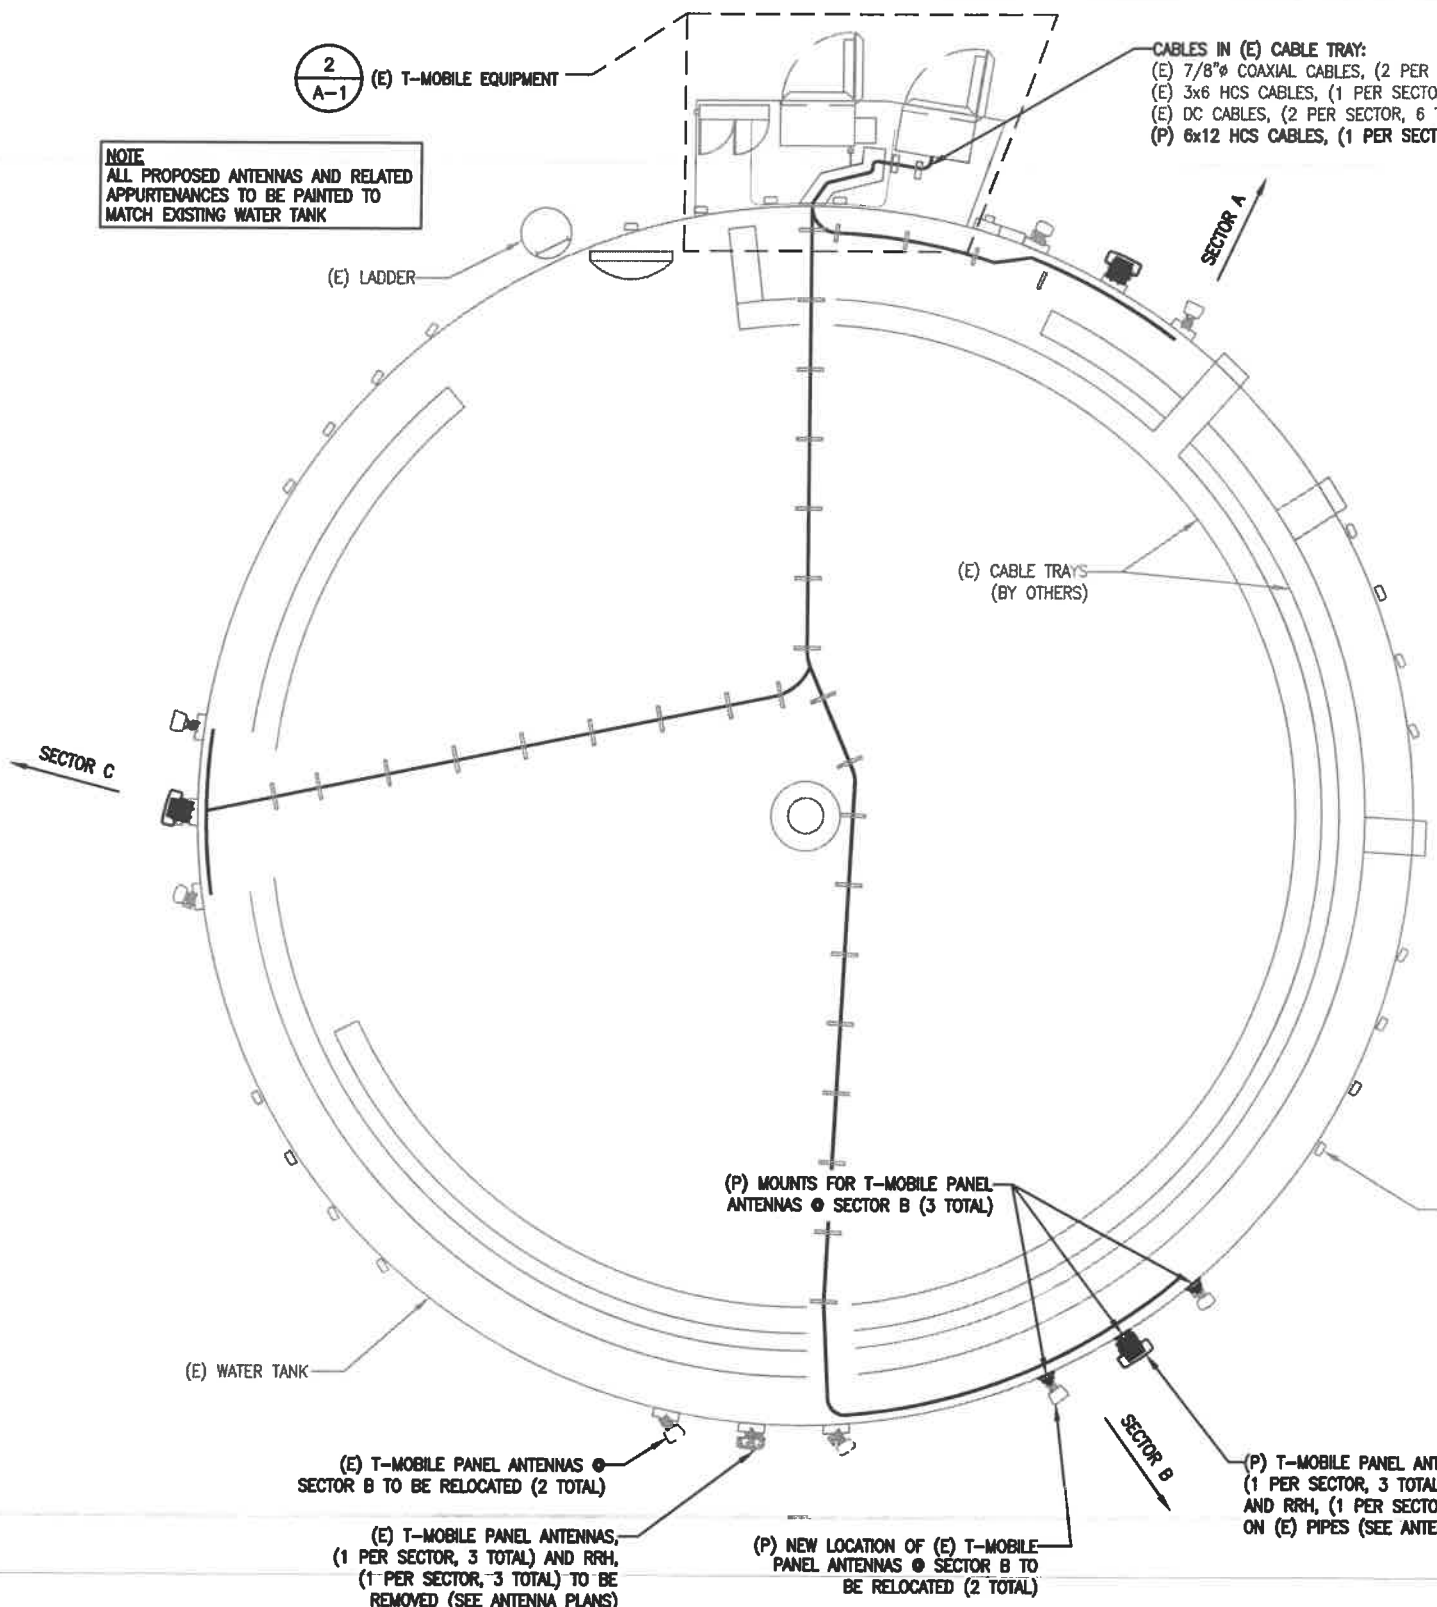 2
A-1
(E) T-MOBILE EQUIPMENT
CABLES IN (E) CABLE TRAY:
(E) 7/8"ø COAXIAL CABLES, (2 PER
(E) 3x6 HCS CABLES, (1 PER SECTO
(E) DC CABLES, (2 PER SECTOR, 6
(P) 6x12 HCS CABLES, (1 PER SECT
NOTE
ALL PROPOSED ANTENNAS AND RELATED
APPURTENANCES TO BE PAINTED TO
MATCH EXISTING WATER TANK
SECTOR A
(E) LADDER
(E) CABLE TRAYS
(BY OTHERS)
SECTOR C
(P) MOUNTS FOR T-MOBILE PANEL
ANTENNAS @ SECTOR B (3 TOTAL)
(E) WATER TANK
SECTOR B
(E) T-MOBILE PANEL ANTENNAS @
SECTOR B TO BE RELOCATED (2 TOTAL)
(P) T-MOBILE PANEL ANT
(1 PER SECTOR, 3 TOTAL
AND RRH, (1 PER SECTO
ON (E) PIPES (SEE ANTE
(E) T-MOBILE PANEL ANTENNAS,
(1 PER SECTOR, 3 TOTAL) AND RRH,
(1 PER SECTOR, 3 TOTAL) TO BE
REMOVED (SEE ANTENNA PLANS)
(P) NEW LOCATION OF (E) T-MOBILE
PANEL ANTENNAS @ SECTOR B TO
BE RELOCATED (2 TOTAL)